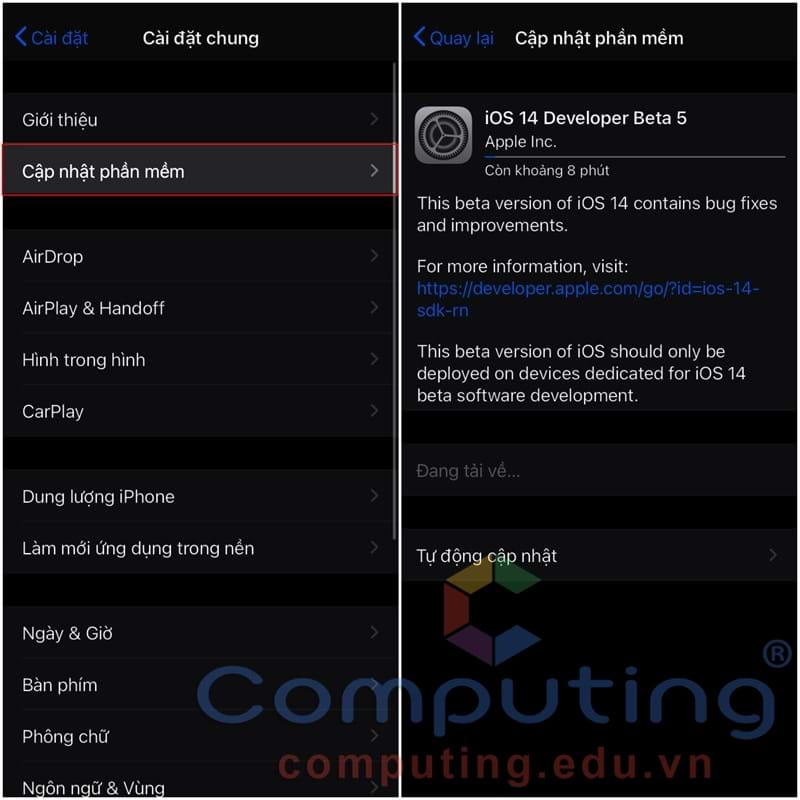 Cài đặt
Cài đặt chung
Giới thiệu
Cập nhật phần mềm
AirDrop
AirPlay & Handoff
Hình trong hình
CarPlay
Dung lượng iPhone
Làm mới ứng dụng trong nền
Ngày & Giờ
Bàn phím
Phông chữ
Ngôn ngữ & Vùng
Quay lại
Cập nhật phần mềm
iOS 14 Developer Beta 5
Apple Inc.
Còn khoảng 8 phút
This beta version of iOS 14 contains bug fixes
and improvements.
For more information, visit:
https://developer.apple.com/go/?id=ios-14-
sdk-rn
This beta version of iOS should only be
deployed on devices dedicated for iOS 14
beta software development.
Đang tải về...
Tự động cập nhật
Computing®
computing.edu.vn